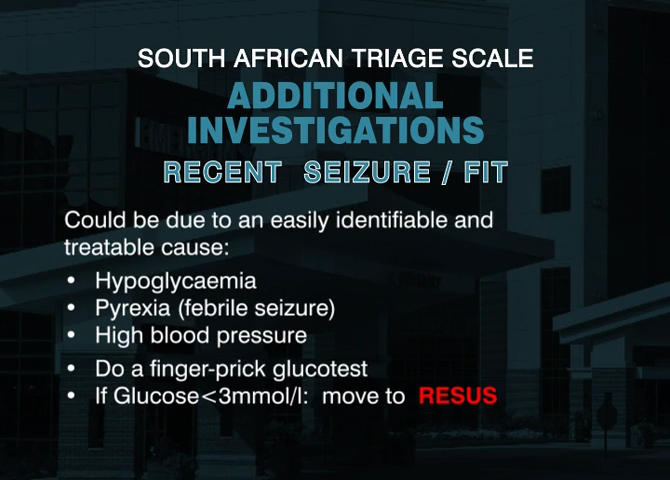 SOUTH AFRICAN TRIAGE SCALE
ADDITIONAL
INVESTIGATIONS
RECENT SEIZURE / FIT
Could be due to an easily identifiable and
treatable cause:
• Hypoglycaemia
• Pyrexia (febrile seizure)
• High blood pressure
• Do a finger-prick glucotest
• If Glucose<3mmol/l: move to RESUS